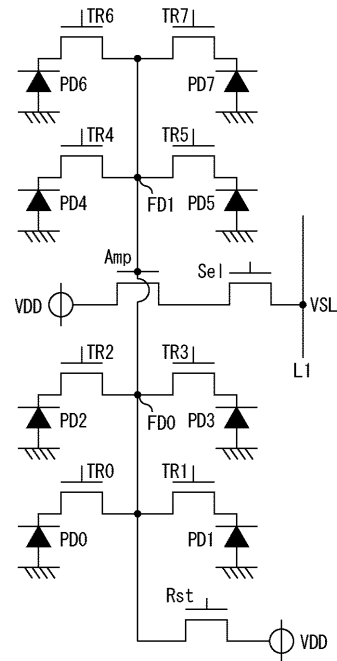 TR6 TR7
PD6 PD7
TR4 TR5
PD4 FD1 PD5
Amp Sel
VDD VSL
L1
TR2 TR3
PD2 FD0 PD3
TR0 TR1
PD0 PD1
Rst
VDD